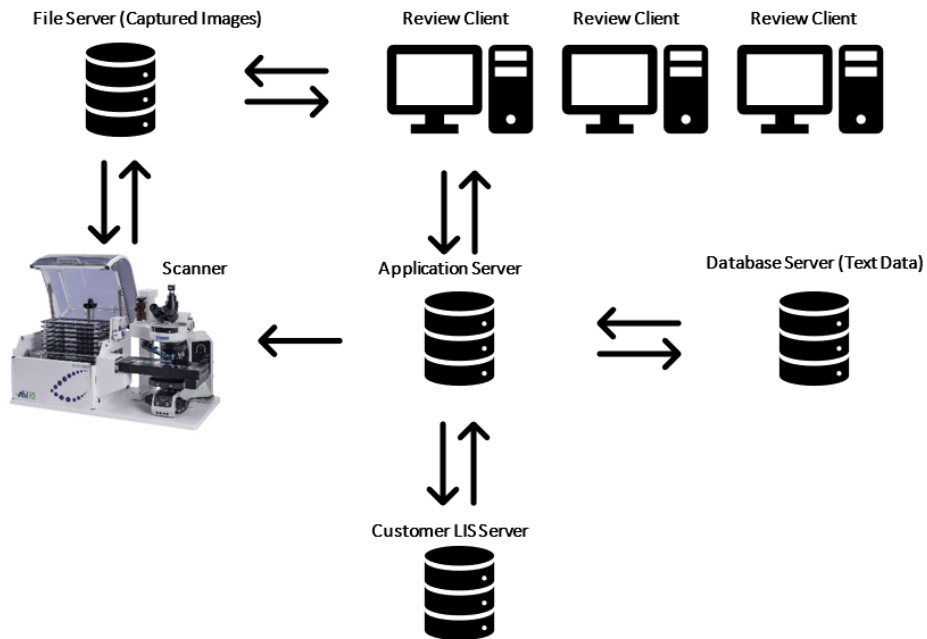 File Server (Captured Images)
Review Client
Review Client
Review Client
Scanner
Application Server
Database Server (Text Data)
ASI
Customer LIS Server